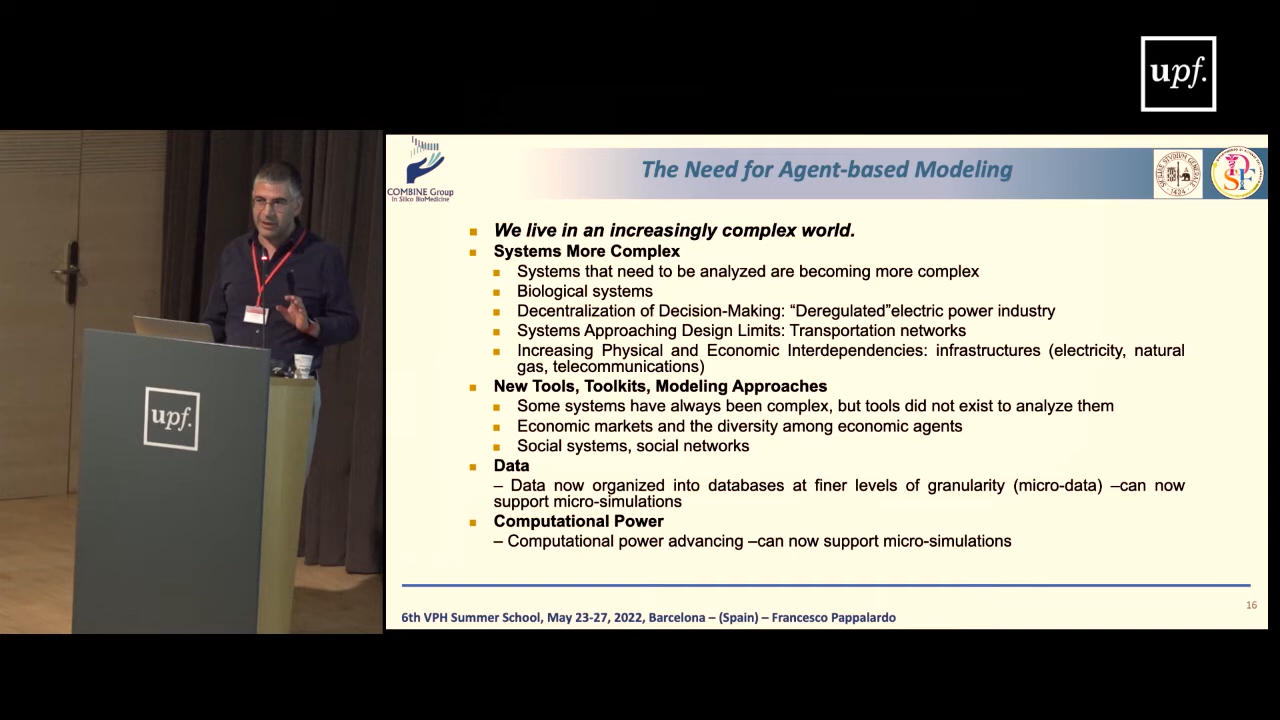 upf.
COMBINE Group
In Silico BioMedicine
The Need for Agent-based Modeling
We live in an increasingly complex world.
Systems More Complex
Systems that need to be analyzed are becoming more complex
Biological systems
Decentralization of Decision-Making: “Deregulated”electric power industry
Systems Approaching Design Limits: Transportation networks
Increasing Physical and Economic Interdependencies: infrastructures (electricity, natural
gas, telecommunications)
New Tools, Toolkits, Modeling Approaches
Some systems have always been complex, but tools did not exist to analyze them
Economic markets and the diversity among economic agents
Social systems, social networks
Data
– Data now organized into databases at finer levels of granularity (micro-data) –can now
support micro-simulations
Computational Power
– Computational power advancing –can now support micro-simulations
16
6th VPH Summer School, May 23-27, 2022, Barcelona – (Spain) – Francesco Pappalardo
upf.